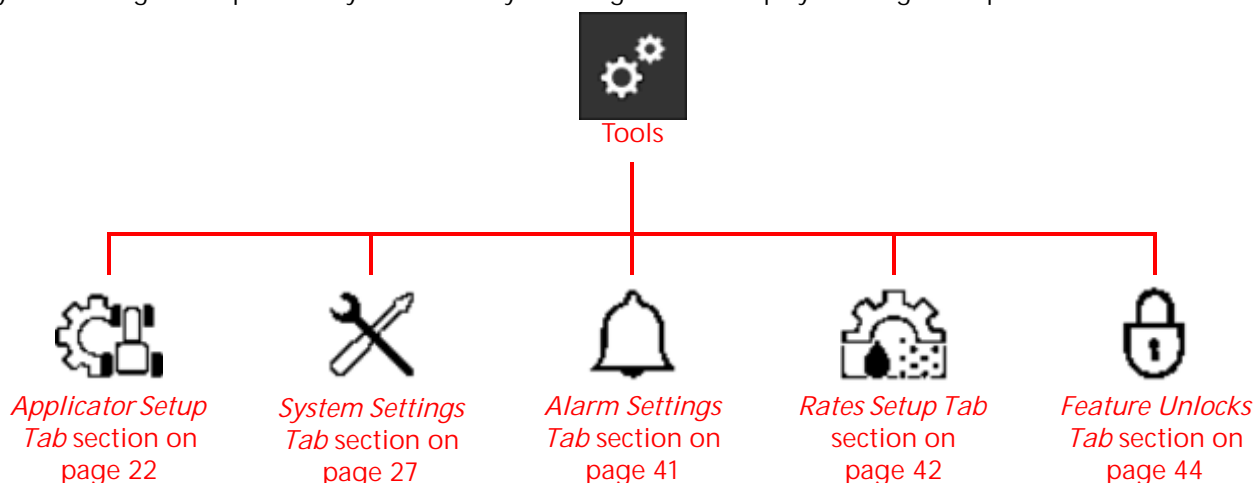 Tools
Applicator Setup
Tab section on
page 22
System Settings
Tab section on
page 27
Alarm Settings
Tab section on
page 41
Rates Setup Tab
section on
page 42
Feature Unlocks
Tab section on
page 44